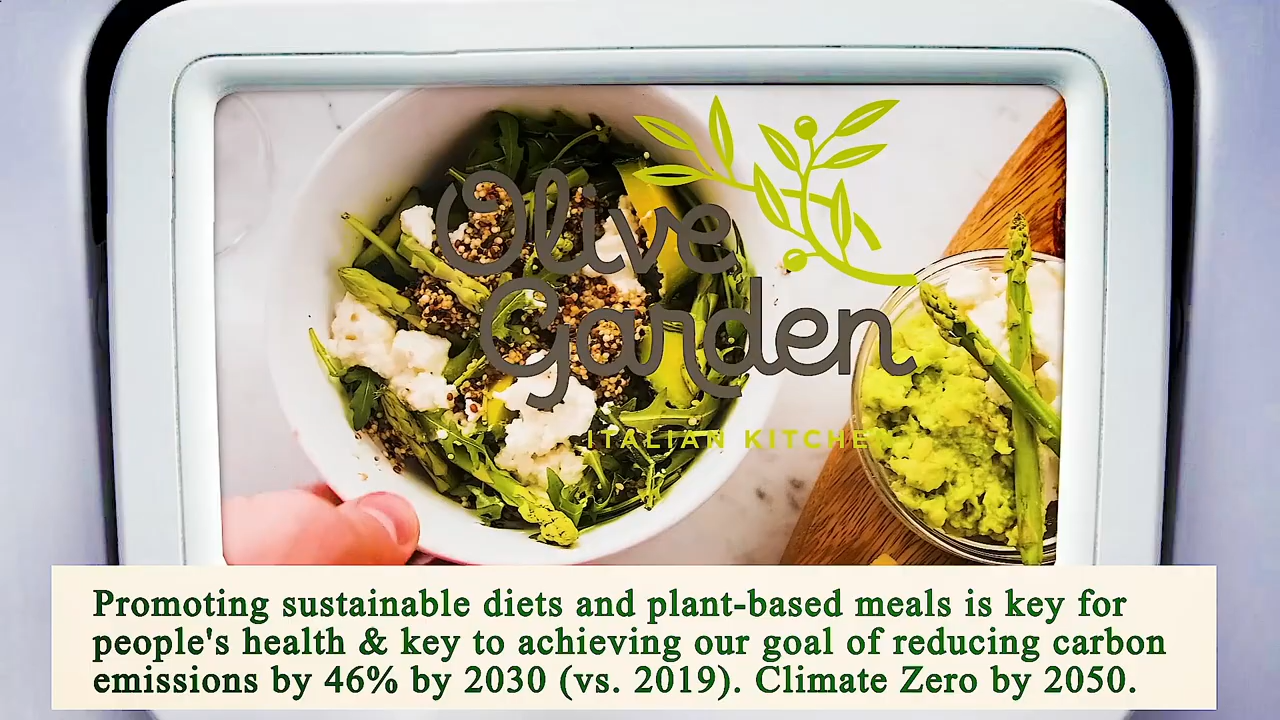 Olive
Garden
ITALIAN KITCHEN
Promoting sustainable diets and plant-based meals is key for
people's health & key to achieving our goal of reducing carbon
emissions by 46% by 2030 (vs. 2019). Climate Zero by 2050.